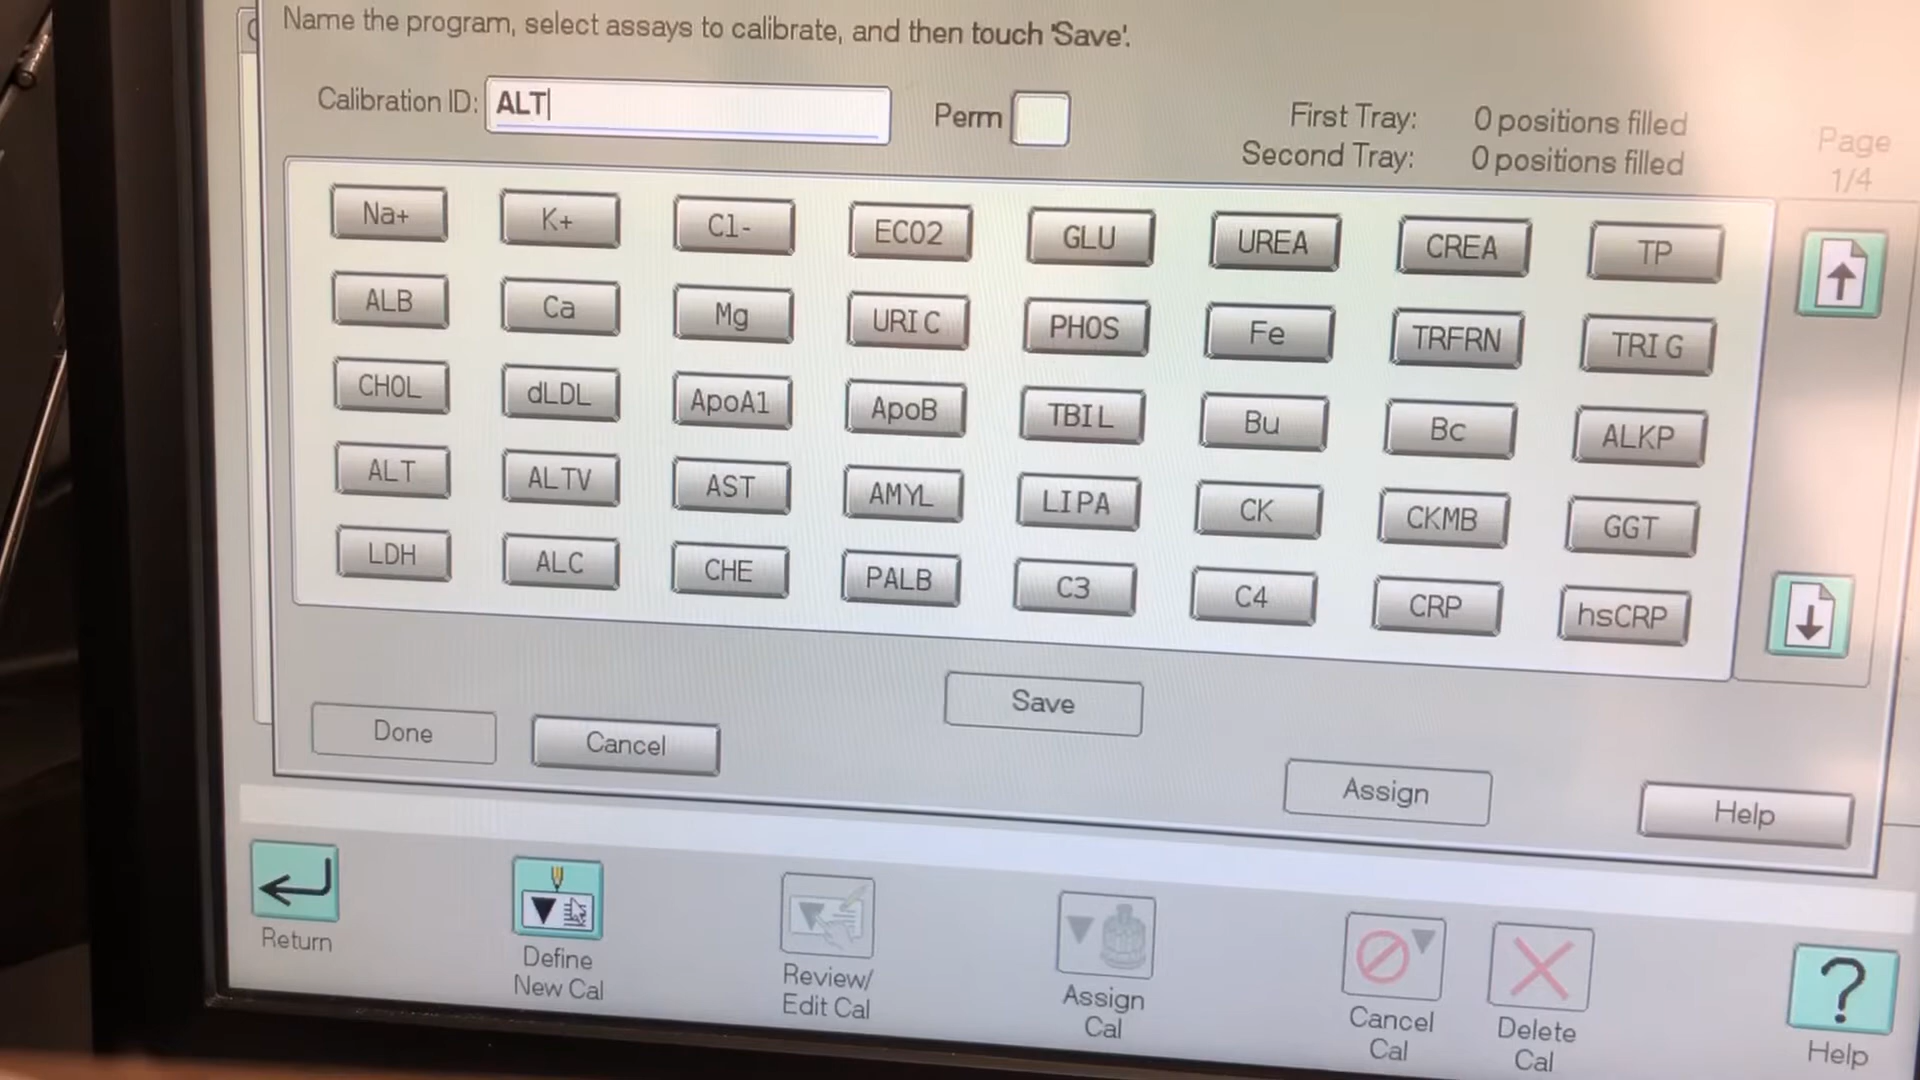 Name the program, select assays to calibrate, and then touch 'Save'.
Calibration ID: ALT
Perm
First Tray: 0 positions filled
Second Tray: 0 positions filled
Page
1/4
Na+ K+ Cl- ECO2 GLU UREA CREA TP
ALB Ca Mg URIC PHOS Fe TRFRN TRIG
CHOL dLDL ApoA1 ApoB TBIL Bu Bc ALKP
ALT ALTV AST AMYL LIPA CK CKMB GGT
LDH ALC CHE PALB C3 C4 CRP hsCRP
Save
Done Cancel
Assign
Help
Return
Define
New Cal
Review/
Edit Cal
Assign
Cal
Cancel
Cal
Delete
Cal
?
Help